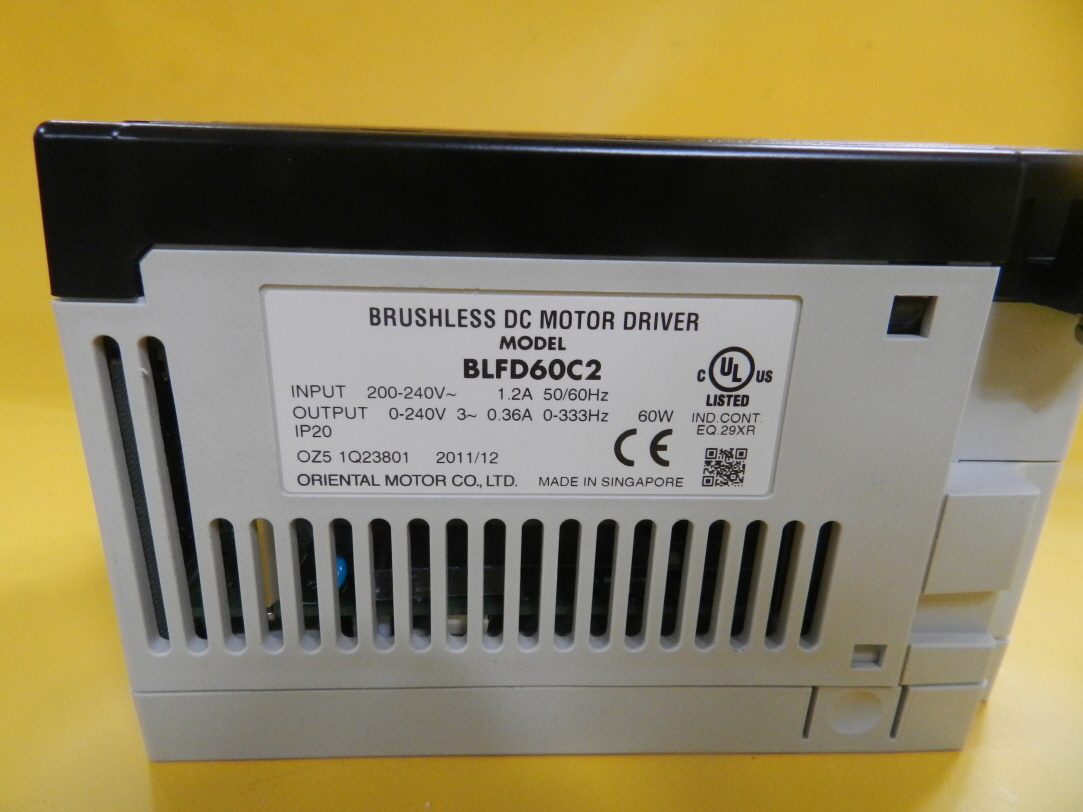 BRUSHLESS DC MOTOR DRIVER
MODEL
BLFD60C2
INPUT 200-240V~ 1.2A 50/60Hz
OUTPUT 0-240V 3~ 0.36A 0-333Hz 60W
IP20
OZ5 1Q23801 2011/12
ORIENTAL MOTOR CO., LTD. MADE IN SINGAPORE
C UL US
LISTED
IND.CONT.
EQ.29XR
CE